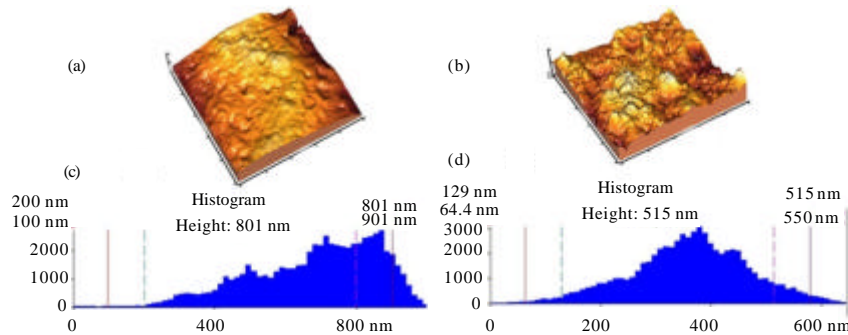 (a)
(b)
(c)
(d)
200 nm
100 nm
Histogram
Height: 801 nm
801 nm
901 nm
2000
1000
0
0 400 800 nm
129 nm
64.4 nm
Histogram
Height: 515 nm
515 nm
550 nm
3000
2000
1000
0
0 200 400 600 nm